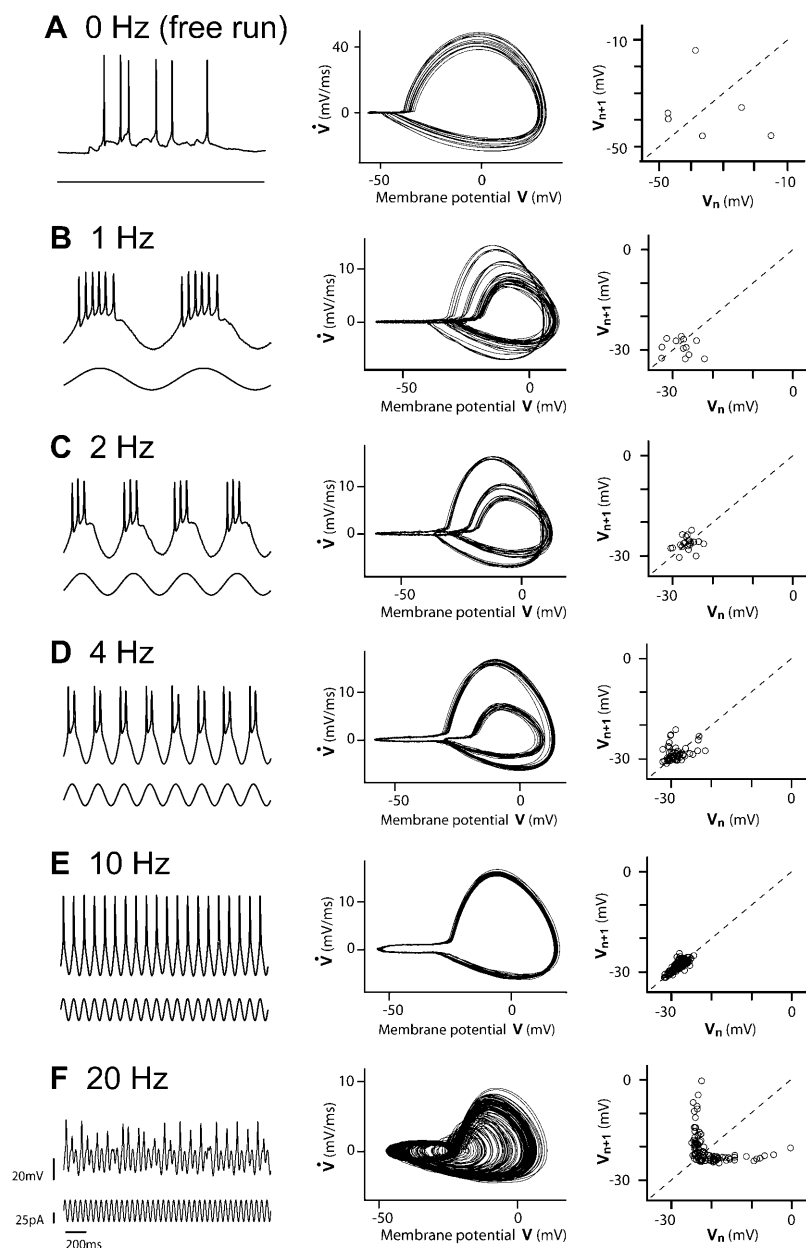 A 0 Hz (free run)
V̇ (mV/ms)
40
20
0
-50
0
Membrane potential V (mV)
Vn+1 (mV)
-10
-50
-50
-10
Vn (mV)
B 1 Hz
V̇ (mV/ms)
10
0
-50
0
Membrane potential V (mV)
Vn+1 (mV)
0
-30
-30
0
Vn (mV)
C 2 Hz
V̇ (mV/ms)
10
0
-50
0
Membrane potential V (mV)
Vn+1 (mV)
0
-30
-30
0
Vn (mV)
D 4 Hz
V̇ (mV/ms)
10
0
-50
0
Membrane potential V (mV)
Vn+1 (mV)
0
-30
-30
0
Vn (mV)
E 10 Hz
V̇ (mV/ms)
10
0
-50
0
Membrane potential V (mV)
Vn+1 (mV)
0
-30
-30
0
Vn (mV)
F 20 Hz
20mV
25pA
200ms
V̇ (mV/ms)
10
0
-50
0
Membrane potential V (mV)
Vn+1 (mV)
0
-30
-30
0
Vn (mV)